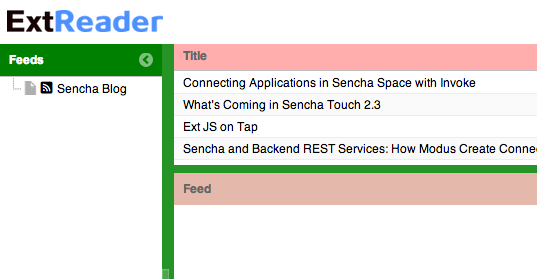 ExtReader
Feeds
Sencha Blog
Title
Connecting Applications in Sencha Space with Invoke
What's Coming in Sencha Touch 2.3
Ext JS on Tap
Sencha and Backend REST Services: How Modus Create Conne
Feed